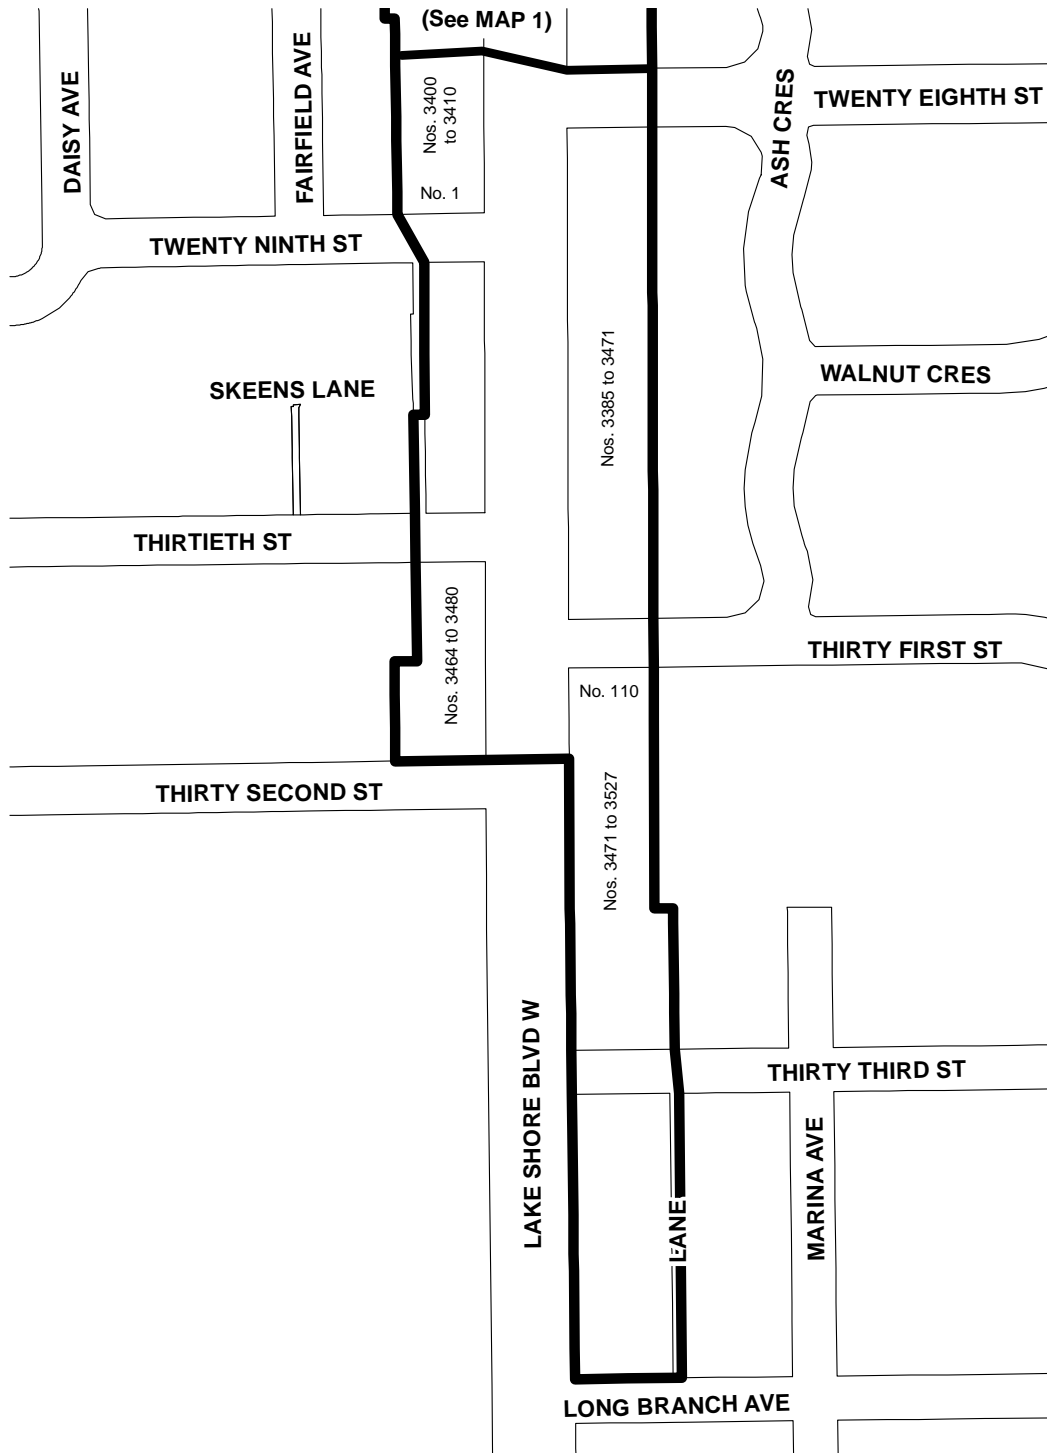 (See MAP 1)
DAISY AVE
FAIRFIELD AVE
Nos. 3400
to 3410
No. 1
ASH CRES
TWENTY EIGHTH ST
TWENTY NINTH ST
SKEENS LANE
Nos. 3385 to 3471
WALNUT CRES
THIRTIETH ST
Nos. 3464 t0 3480
THIRTY FIRST ST
No. 110
THIRTY SECOND ST
Nos. 3471 to 3527
LAKE SHORE BLVD W
THIRTY THIRD ST
LANE
MARINA AVE
LONG BRANCH AVE